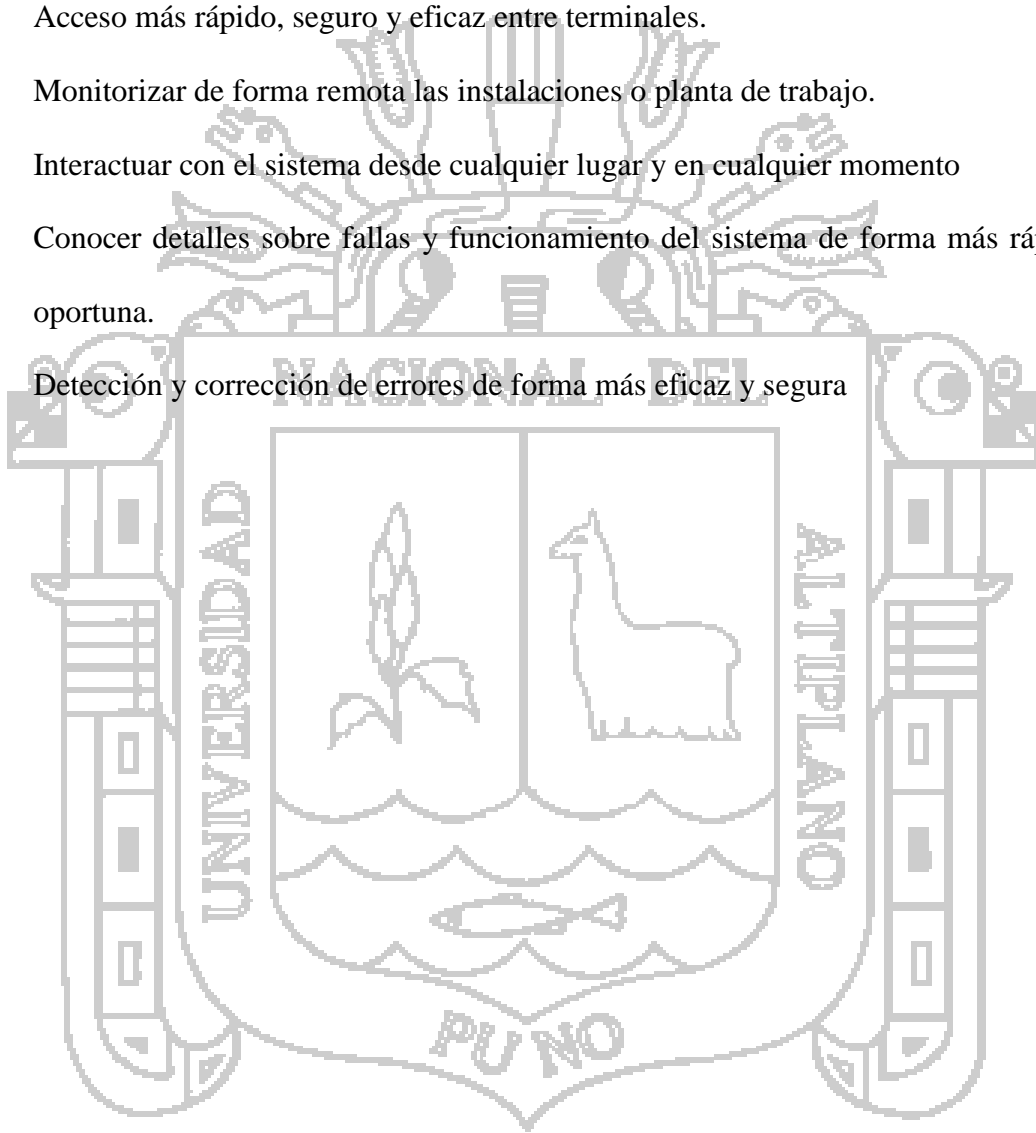 Acceso más rápido, seguro y eficaz entre terminales.
Monitorizar de forma remota las instalaciones o planta de trabajo.
Interactuar con el sistema desde cualquier lugar y en cualquier momento
Conocer detalles sobre fallas y funcionamiento del sistema de forma más
oportuna.
Detección y corrección de errores de forma más eficaz y segura
NACIONAL DEL
UNIVERSIDAD
ALTIPLANO
PUNO